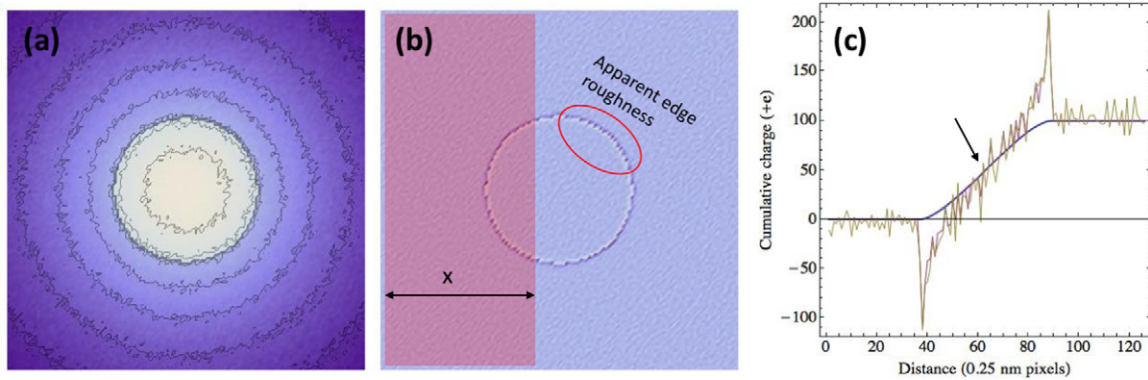 (a)
(b)
Apparent edge
roughness
x
(c)
200
150
100
50
0
−50
−100
Cumulative charge (+e)
0
20
40
60
80
100
120
Distance (0.25 nm pixels)